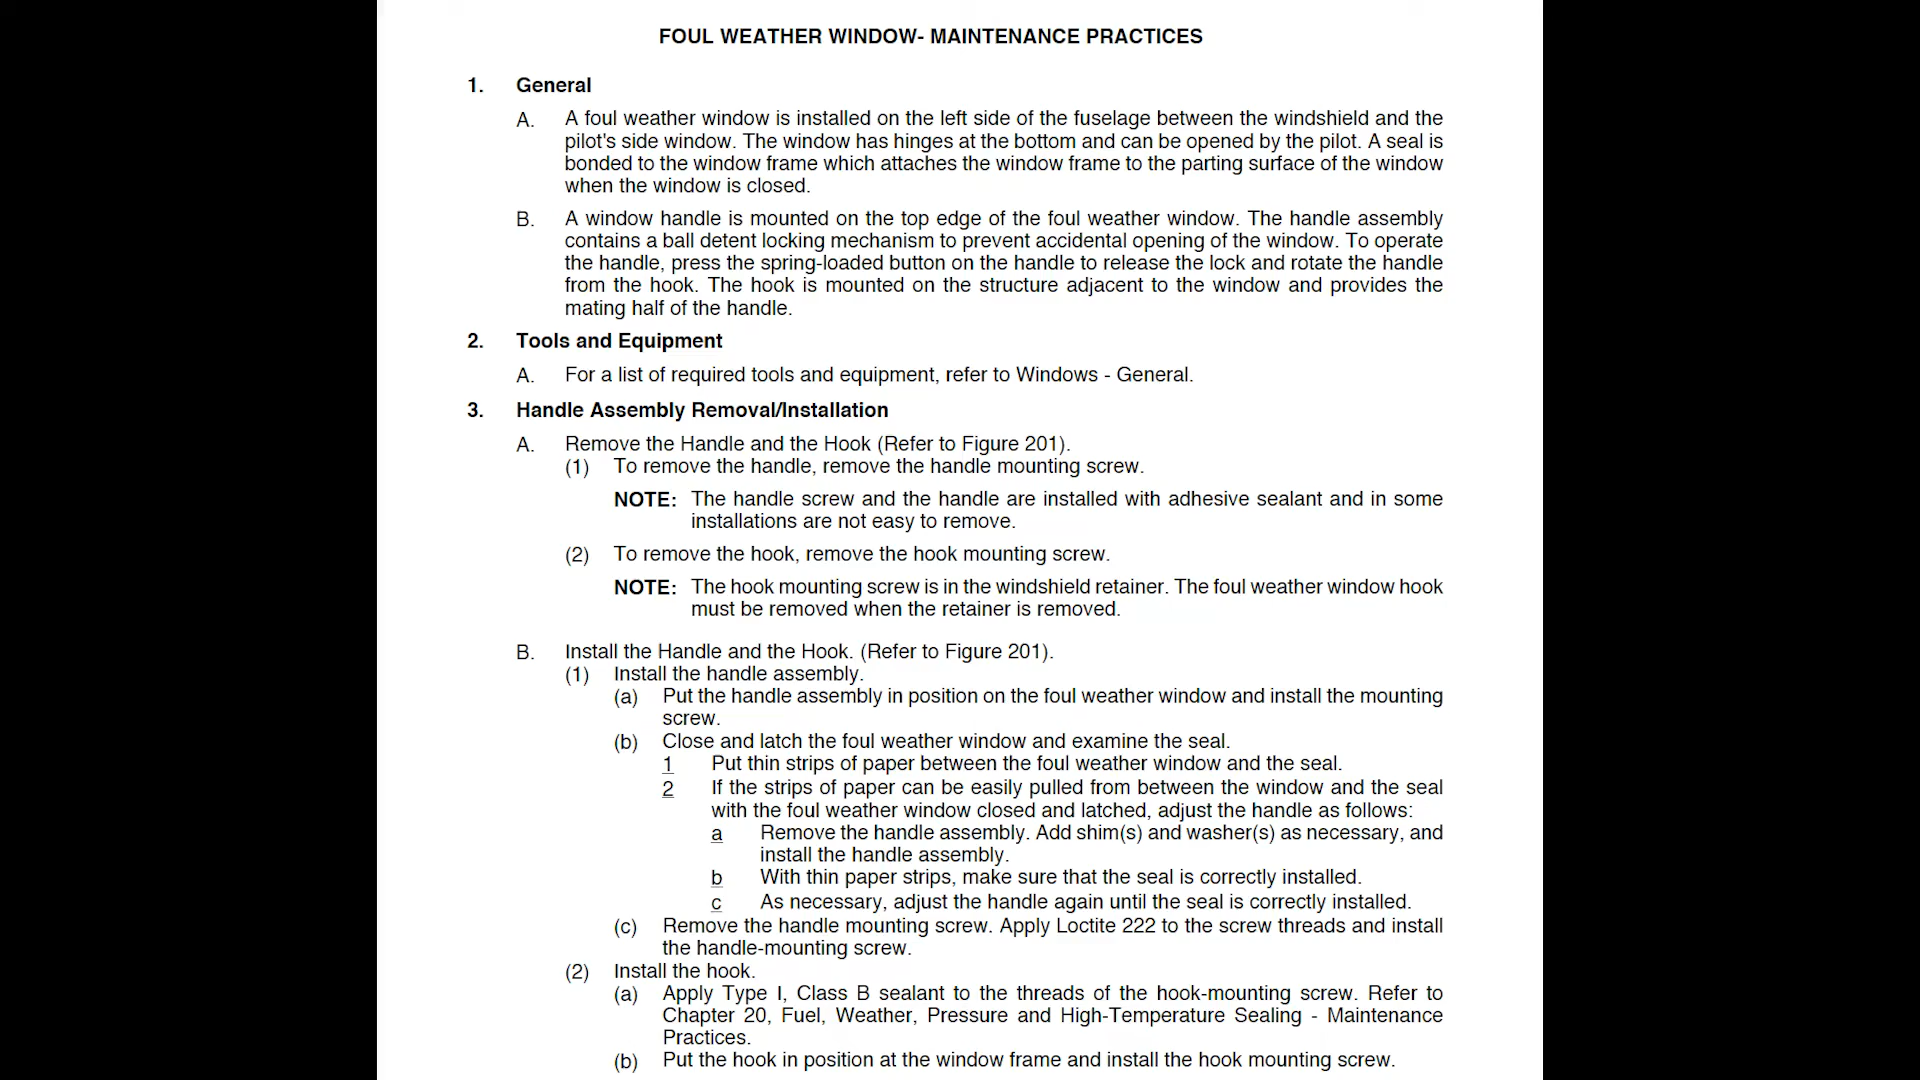 FOUL WEATHER WINDOW- MAINTENANCE PRACTICES
1. General
A. A foul weather window is installed on the left side of the fuselage between the windshield and the
pilot's side window. The window has hinges at the bottom and can be opened by the pilot. A seal is
bonded to the window frame which attaches the window frame to the parting surface of the window
when the window is closed.
B. A window handle is mounted on the top edge of the foul weather window. The handle assembly
contains a ball detent locking mechanism to prevent accidental opening of the window. To operate
the handle, press the spring-loaded button on the handle to release the lock and rotate the handle
from the hook. The hook is mounted on the structure adjacent to the window and provides the
mating half of the handle.
2. Tools and Equipment
A. For a list of required tools and equipment, refer to Windows - General.
3. Handle Assembly Removal/Installation
A. Remove the Handle and the Hook (Refer to Figure 201).
(1) To remove the handle, remove the handle mounting screw.
NOTE: The handle screw and the handle are installed with adhesive sealant and in some
installations are not easy to remove.
(2) To remove the hook, remove the hook mounting screw.
NOTE: The hook mounting screw is in the windshield retainer. The foul weather window hook
must be removed when the retainer is removed.
B. Install the Handle and the Hook. (Refer to Figure 201).
(1) Install the handle assembly.
(a) Put the handle assembly in position on the foul weather window and install the mounting
screw.
(b) Close and latch the foul weather window and examine the seal.
1 Put thin strips of paper between the foul weather window and the seal.
2 If the strips of paper can be easily pulled from between the window and the seal
with the foul weather window closed and latched, adjust the handle as follows:
a Remove the handle assembly. Add shim(s) and washer(s) as necessary, and
install the handle assembly.
b With thin paper strips, make sure that the seal is correctly installed.
c As necessary, adjust the handle again until the seal is correctly installed.
(c) Remove the handle mounting screw. Apply Loctite 222 to the screw threads and install
the handle-mounting screw.
(2) Install the hook.
(a) Apply Type I, Class B sealant to the threads of the hook-mounting screw. Refer to
Chapter 20, Fuel, Weather, Pressure and High-Temperature Sealing - Maintenance
Practices.
(b) Put the hook in position at the window frame and install the hook mounting screw.